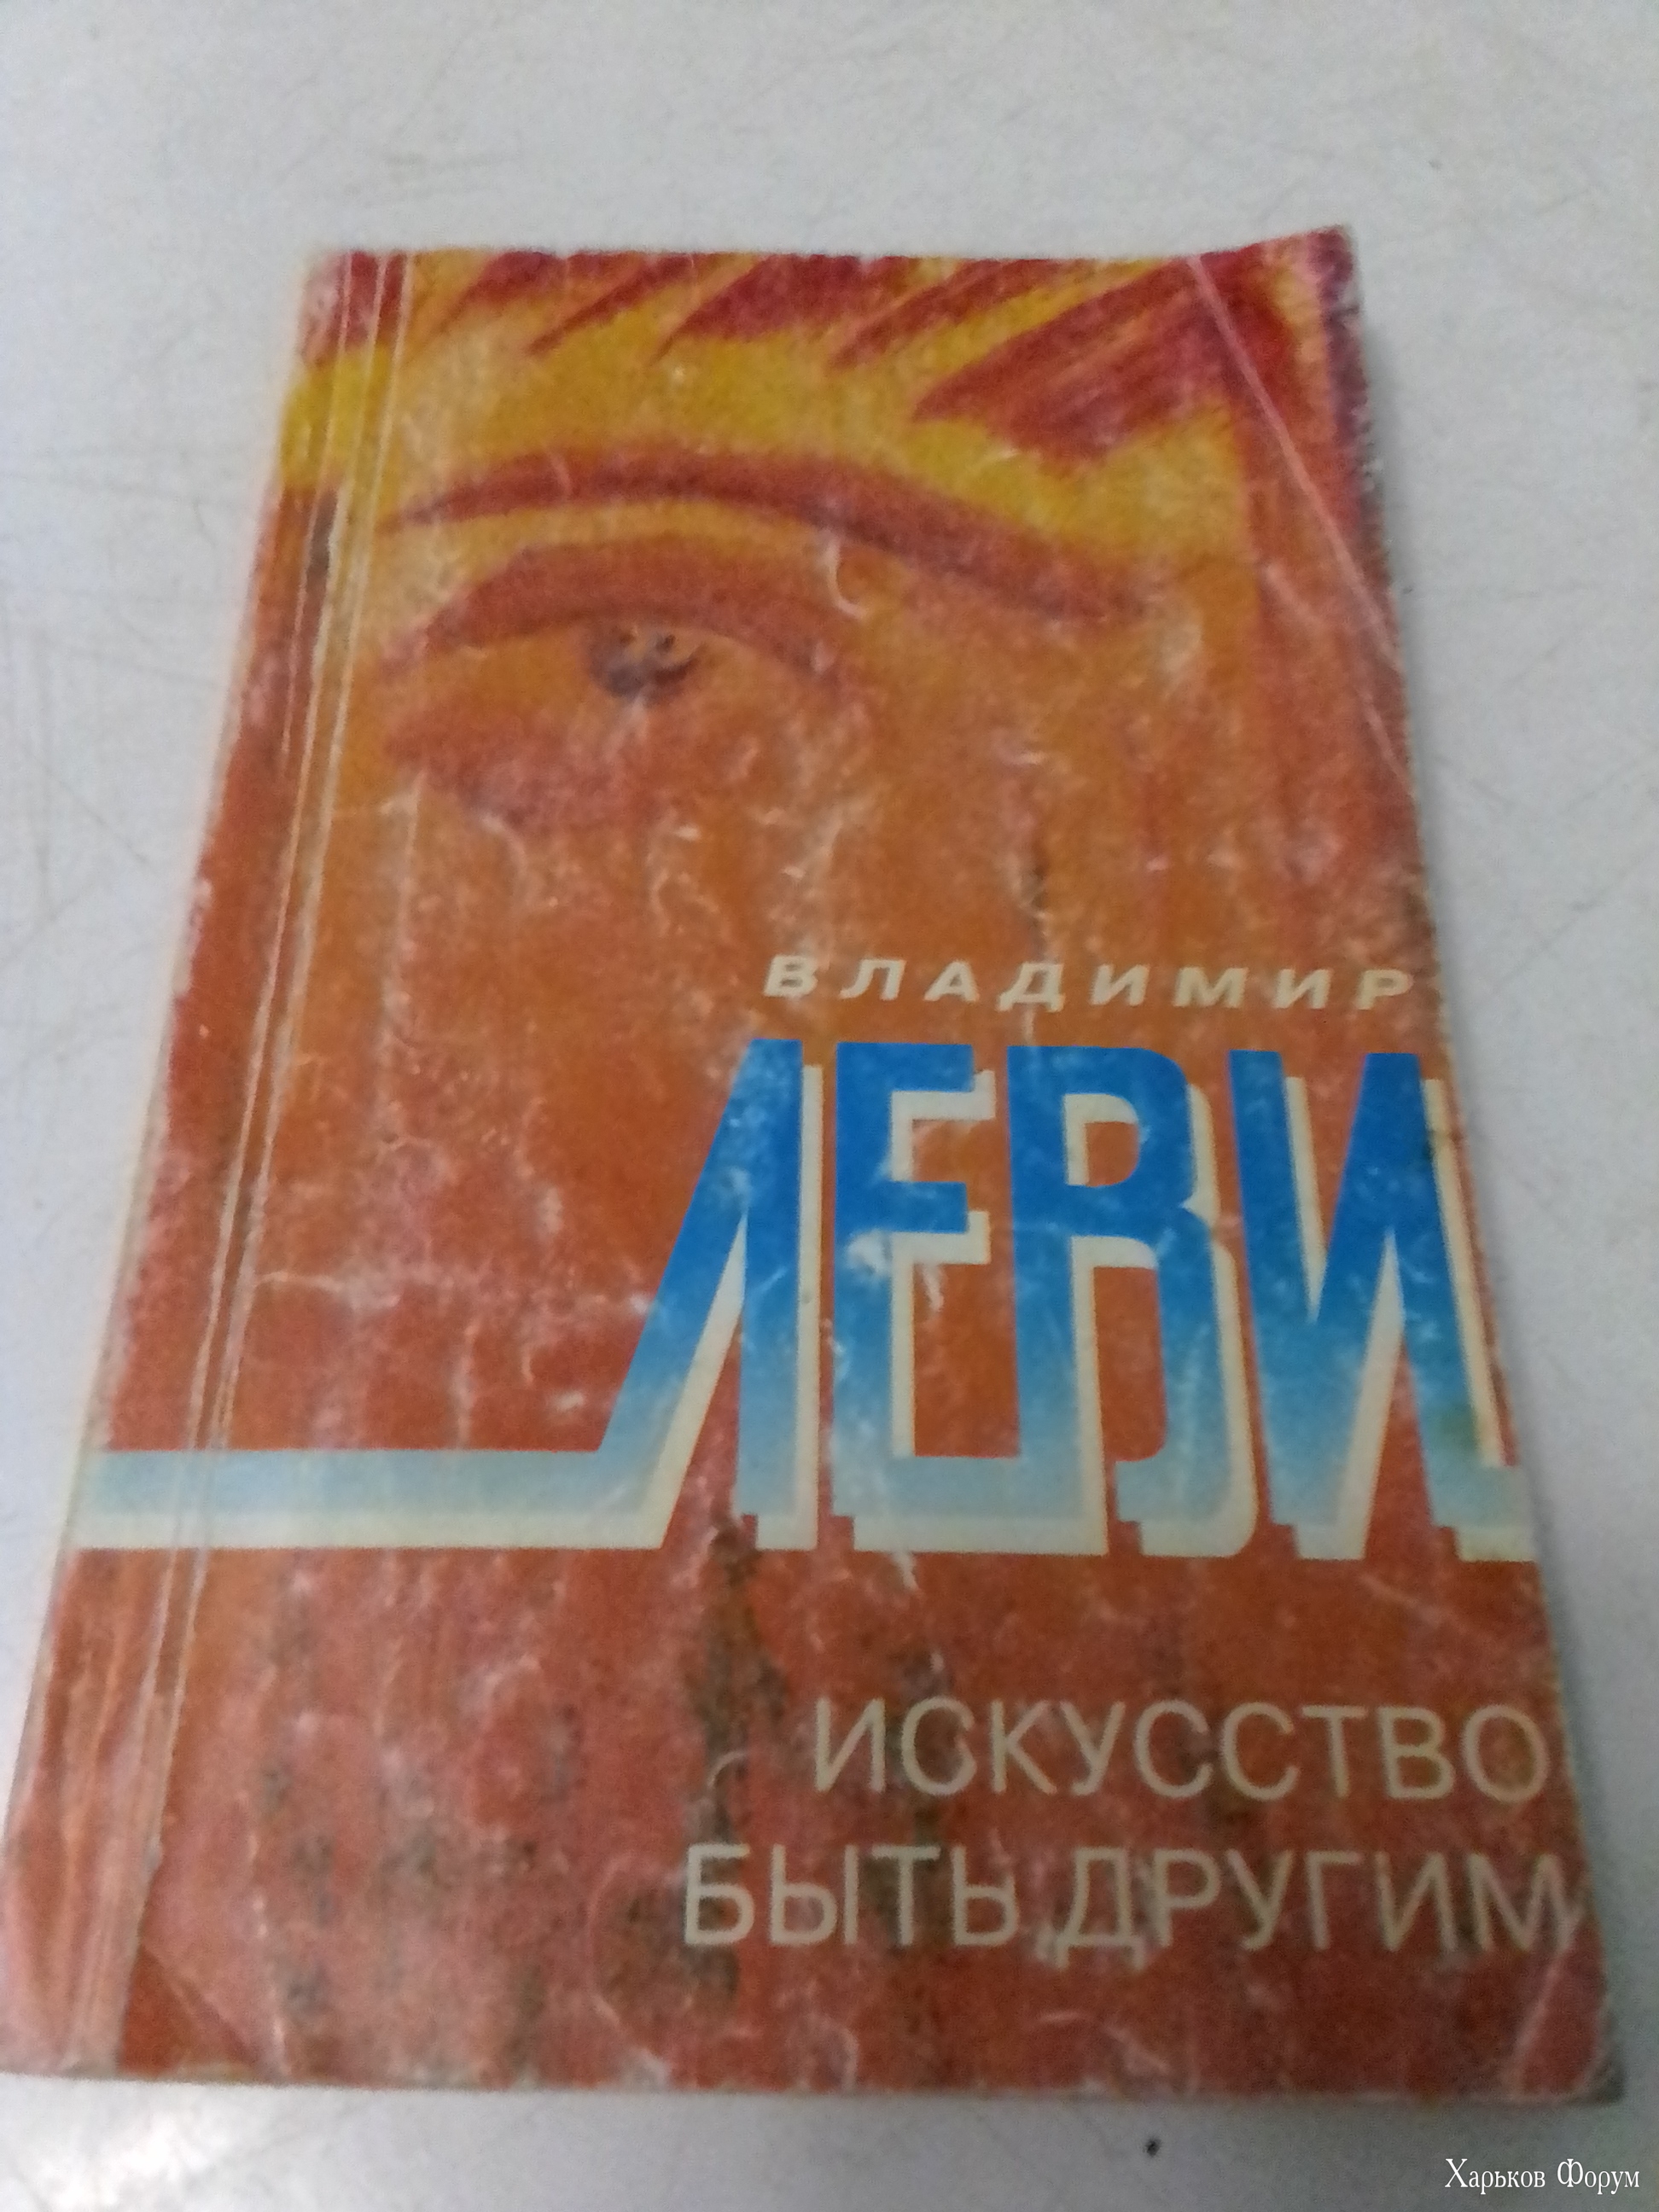 ВЛАДИМИР
ЛЕВИ
ИСКУССТВО
БЫТЬ ДРУГИМ
Харьков Форум